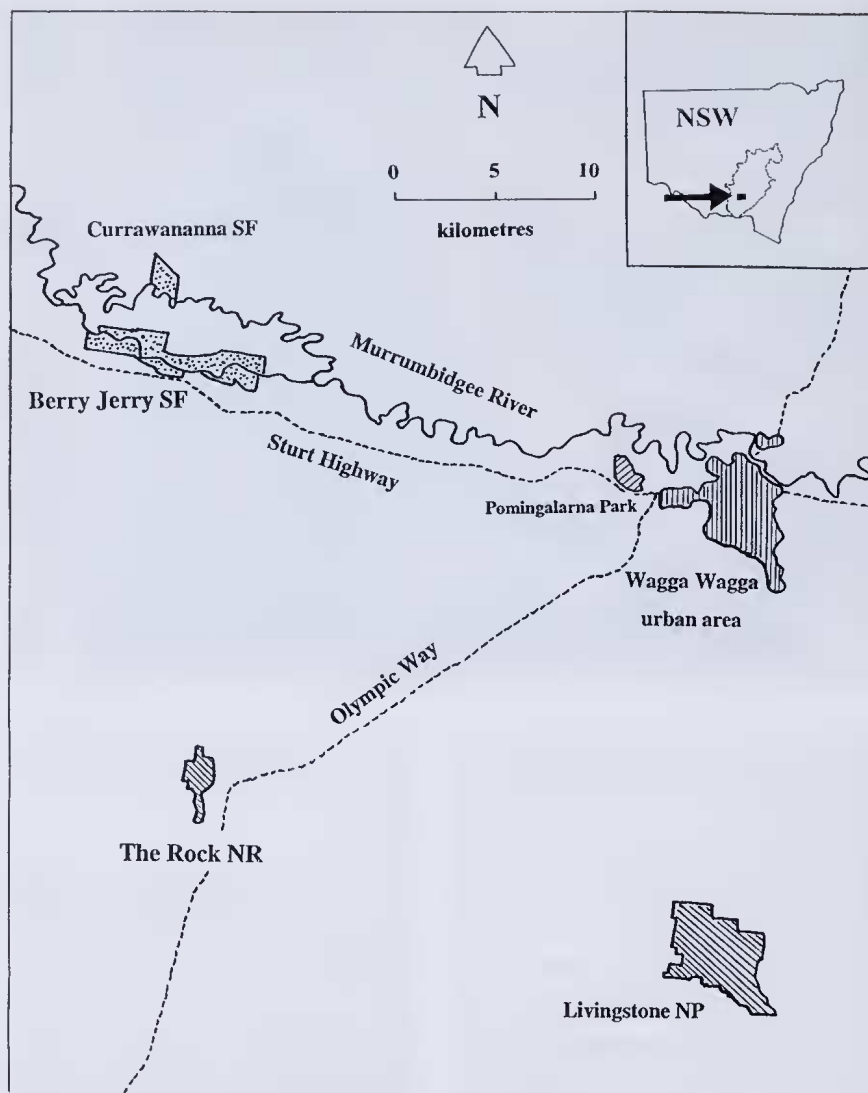 NSW
N
0 5 10
kilometres
Currawananna SF
Murrumbidgee River
Berry Jerry SF
Sturt Highway
Pomingalarna Park
Wagga Wagga
urban area
Olympic Way
The Rock NR
Livingstone NP